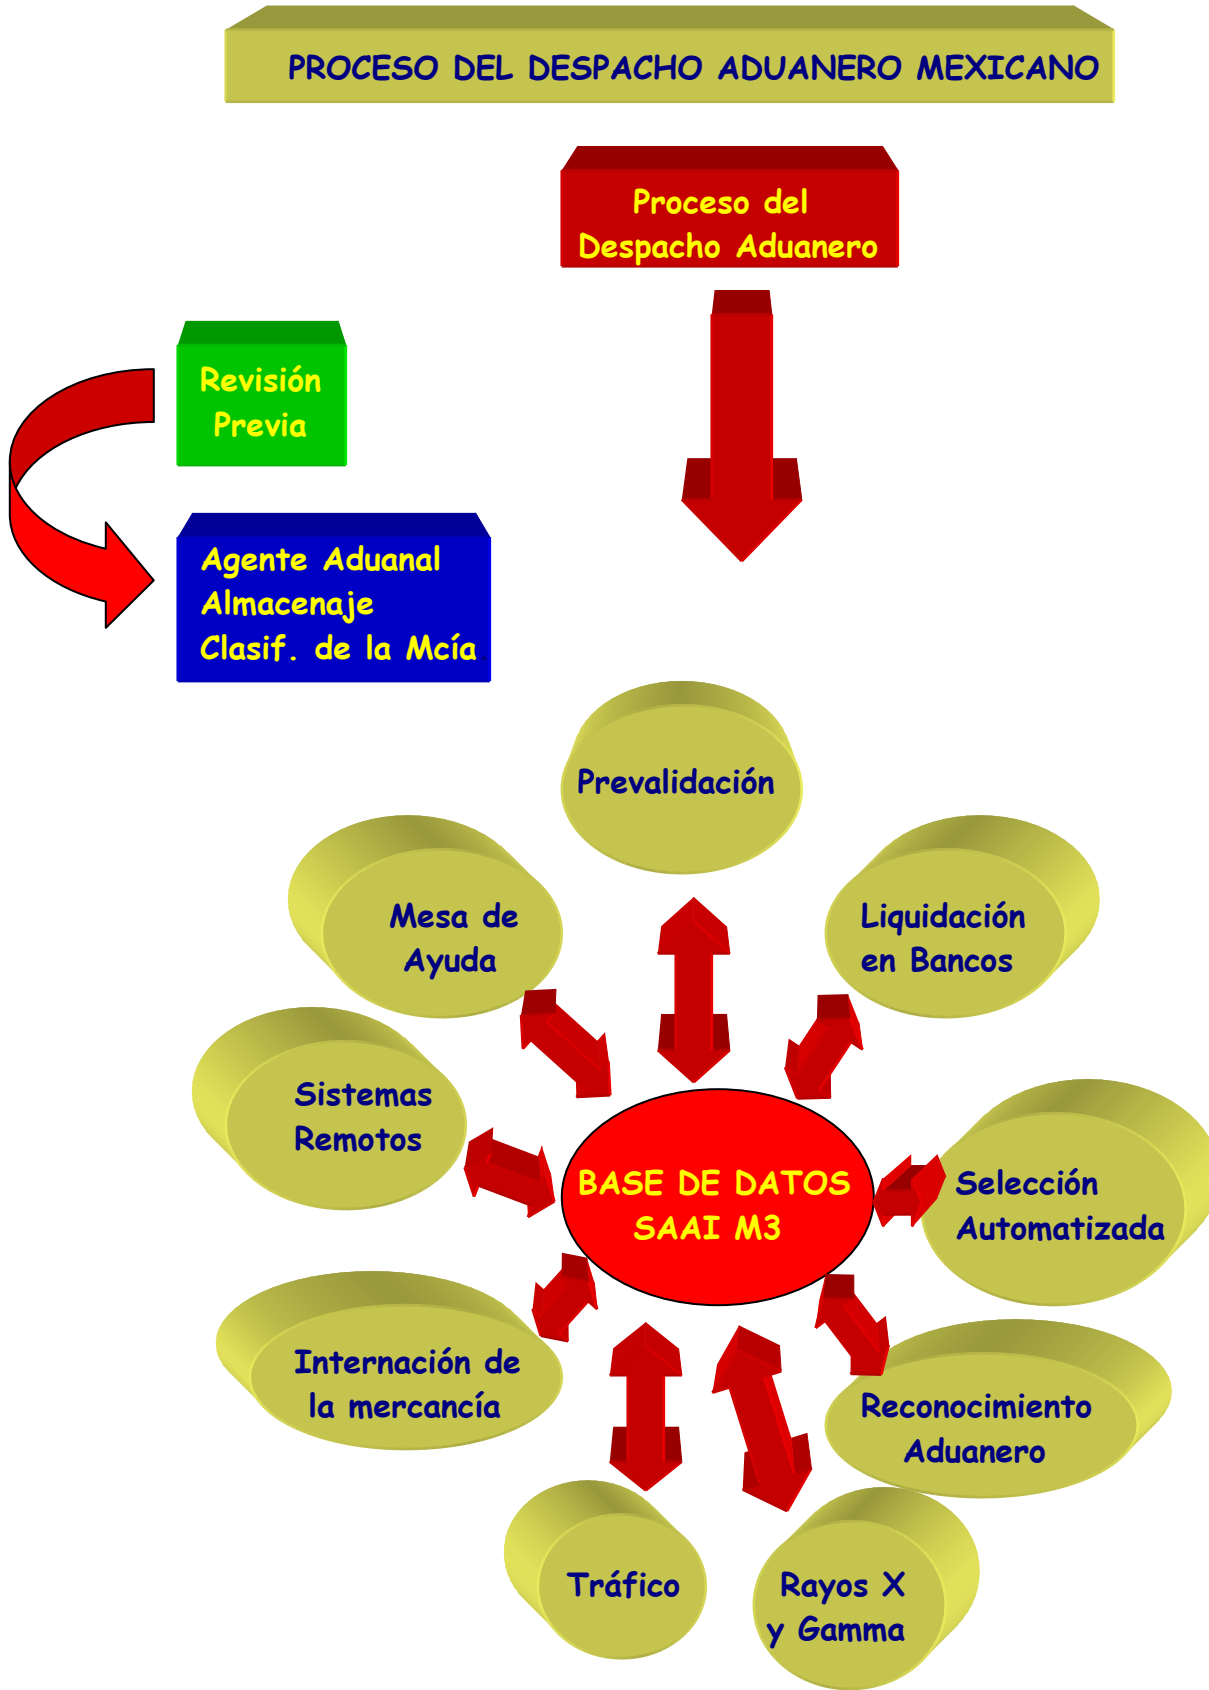 PROCESO DEL DESPACHO ADUANERO MEXICANO
Proceso del
Despacho Aduanero
Revisión
Previa
Agente Aduanal
Almacenaje
Clasif. de la Mcía
Prevalidación
Mesa de
Ayuda
Liquidación
en Bancos
Sistemas
Remotos
BASE DE DATOS
SAAI M3
Selección
Automatizada
Internación de
la mercancía
Reconocimiento
Aduanero
Tráfico
Rayos X
y Gamma